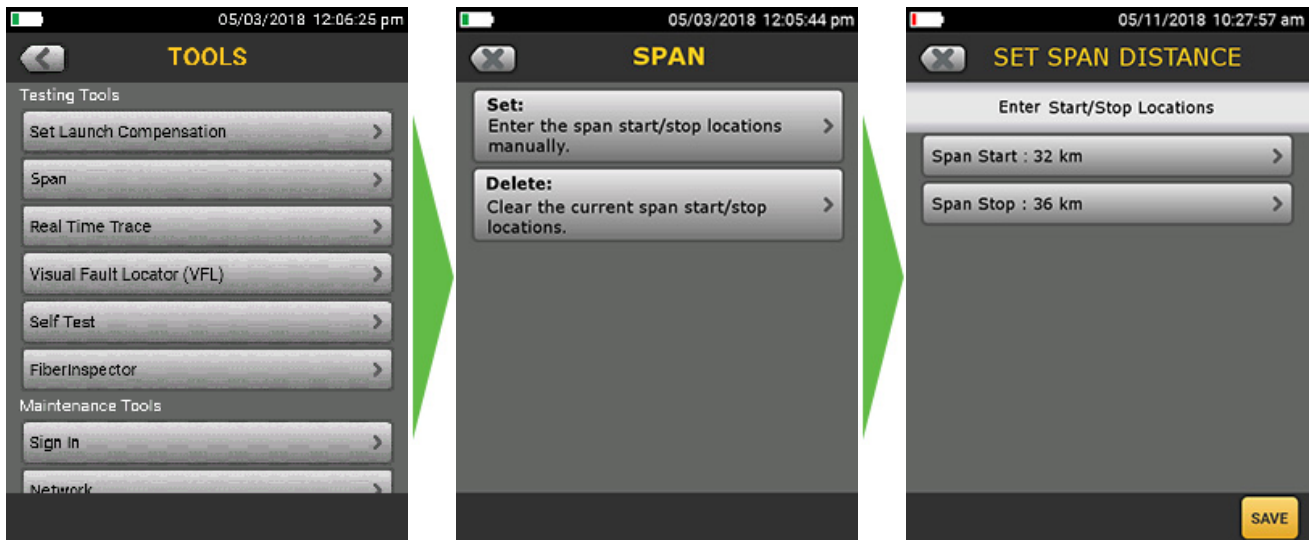 05/03/2018 12:06:25 pm
TOOLS
Testing Tools
Set Launch Compensation
Span
Real Time Trace
Visual Fault Locator (VFL)
Self Test
FiberInspector
Maintenance Tools
Sign In
Network
05/03/2018 12:05:44 pm
SPAN
Set:
Enter the span start/stop locations
manually.
Delete:
Clear the current span start/stop
locations.
05/11/2018 10:27:57 am
SET SPAN DISTANCE
Enter Start/Stop Locations
Span Start : 32 km
Span Stop : 36 km
SAVE